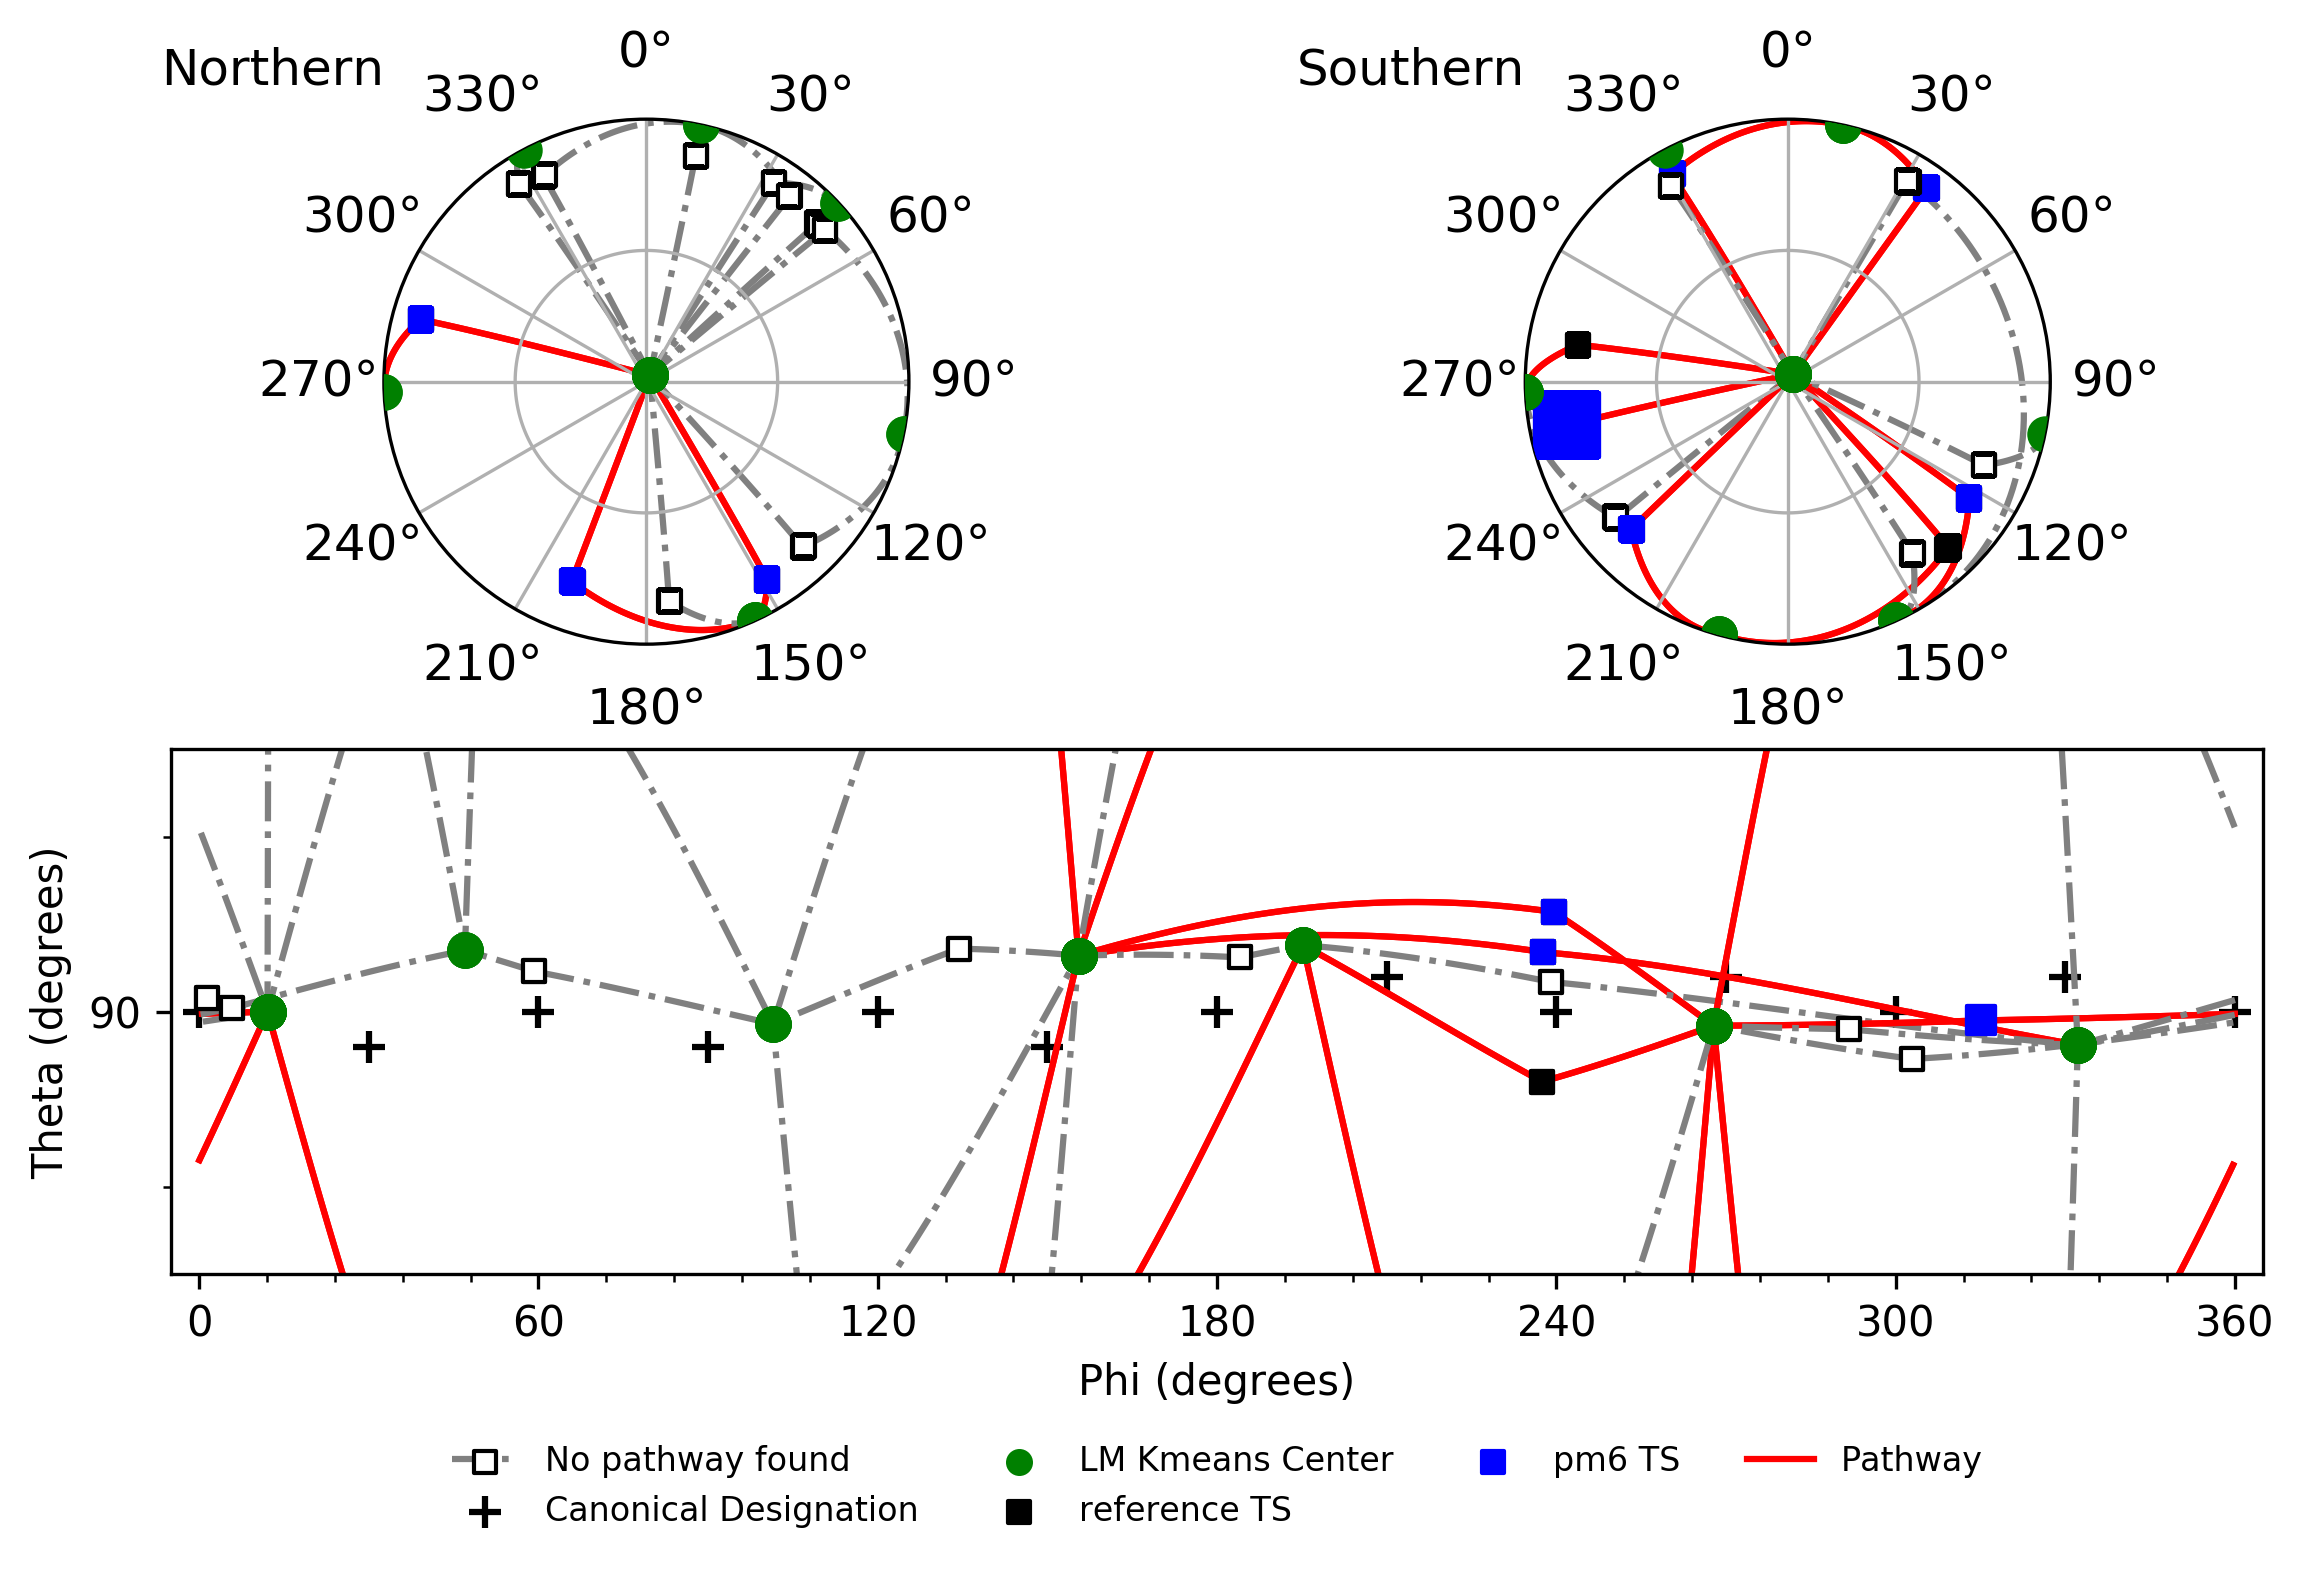 Northern
0°
30°
60°
90°
120°
150°
180°
210°
240°
270°
300°
330°
Southern
0°
30°
60°
90°
120°
150°
180°
210°
240°
270°
300°
330°
Theta (degrees)
90
0 60 120 180 240 300 360
Phi (degrees)
No pathway found
Canonical Designation
LM Kmeans Center
reference TS
pm6 TS
Pathway